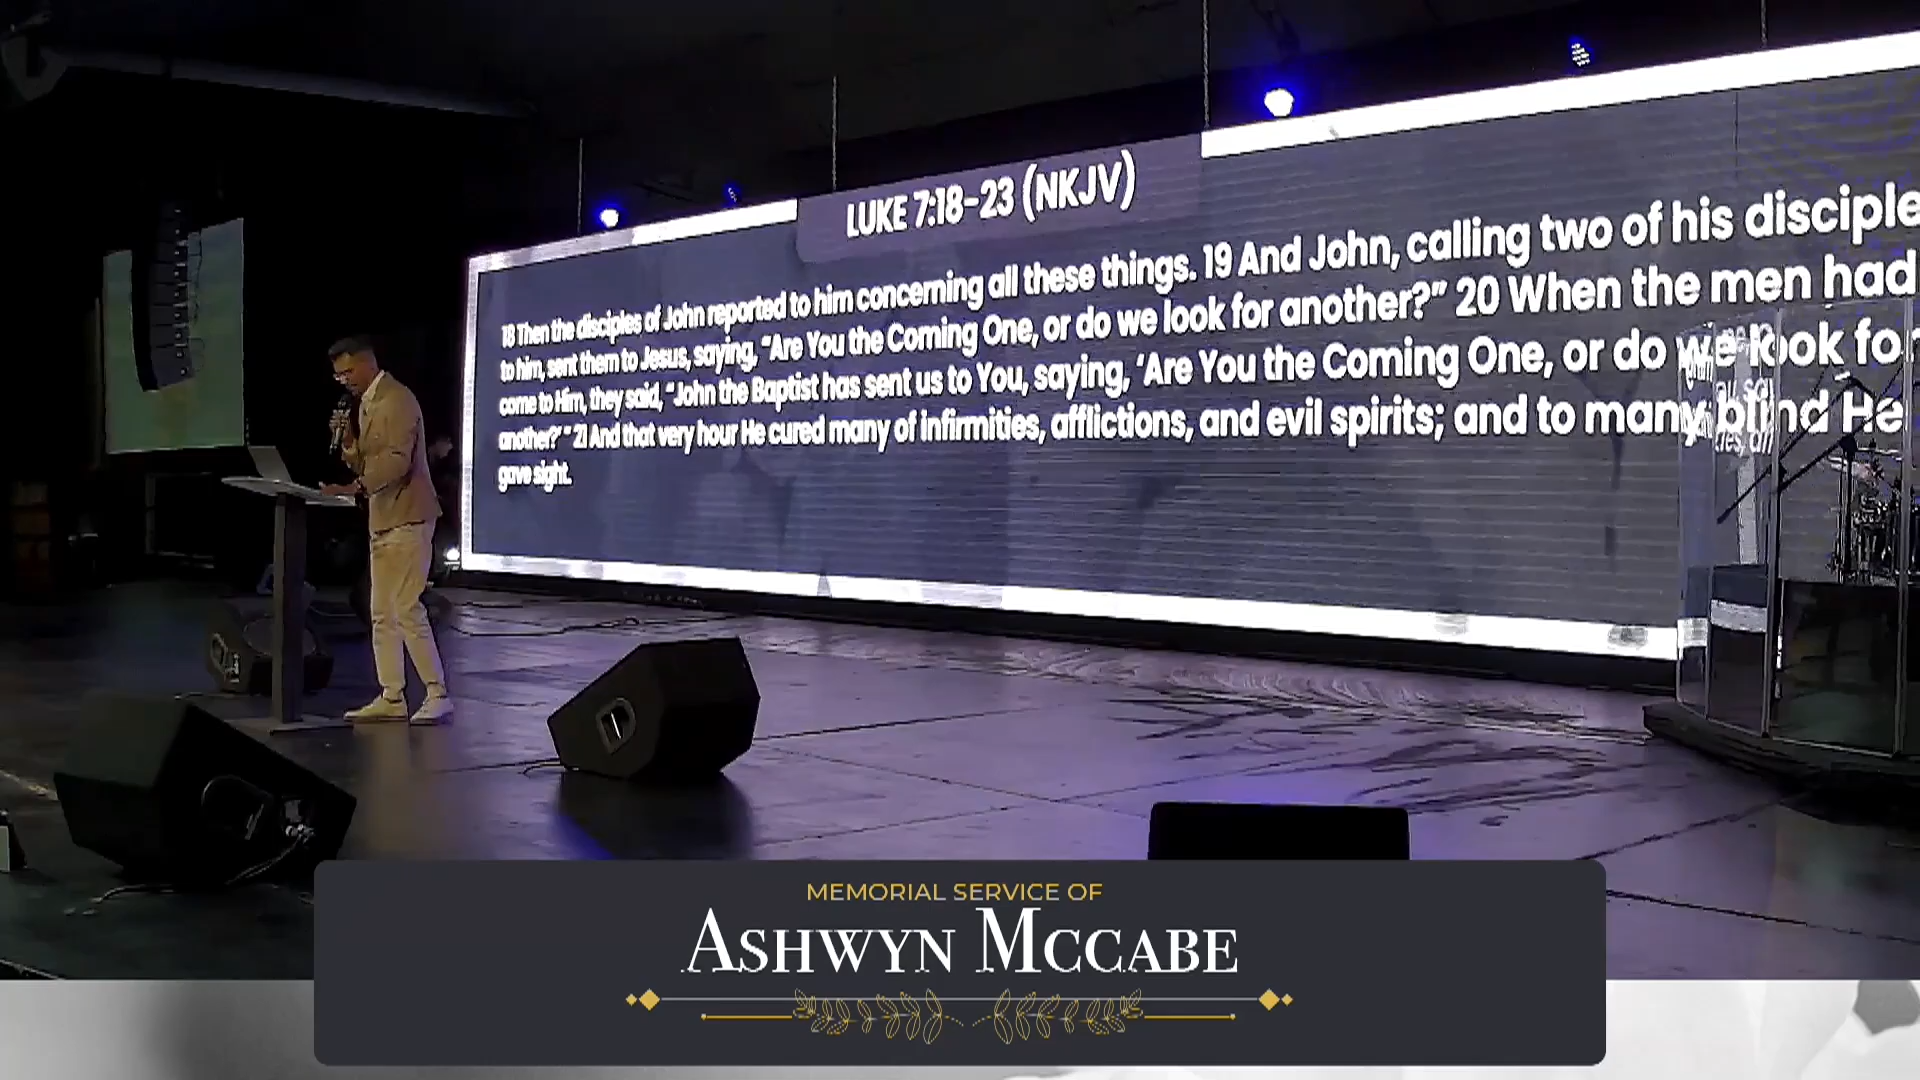 LUKE 7:18-23 (NKJV)
18 Then the disciples of John reported to him concerning all these things. 19 And John, calling two of his disciple
to him, sent them to Jesus, saying, “Are You the Coming One, or do we look for another?” 20 When the men had
come to Him, they said, “John the Baptist has sent us to You, saying, ‘Are You the Coming One, or do we look for
another?’ ” 21 And that very hour He cured many of infirmities, afflictions, and evil spirits; and to many blind He
gave sight.
MEMORIAL SERVICE OF
ASHWYN MCCABE